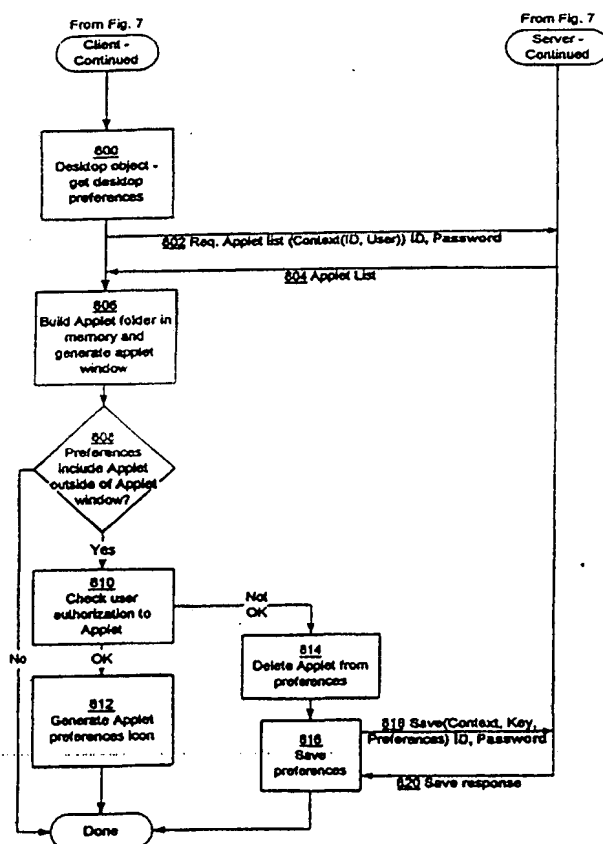 From Fig. 7
Client -
Continued
From Fig. 7
Server -
Continued
800
Desktop object -
get desktop
preferences
802 Req. Applet list (Context(ID, User)) ID, Password
804 Applet List
806
Build Applet folder in
memory and
generate applet
window
808
Preferences
include Applet
outside of Applet
window?
Yes
No
810
Check user
authorization to
Applet
Not
OK
OK
814
Delete Applet from
preferences
812
Generate Applet
preferences icon
816
Save
preferences
818 Save(Context, Key,
Preferences) ID, Password
820 Save response
Done